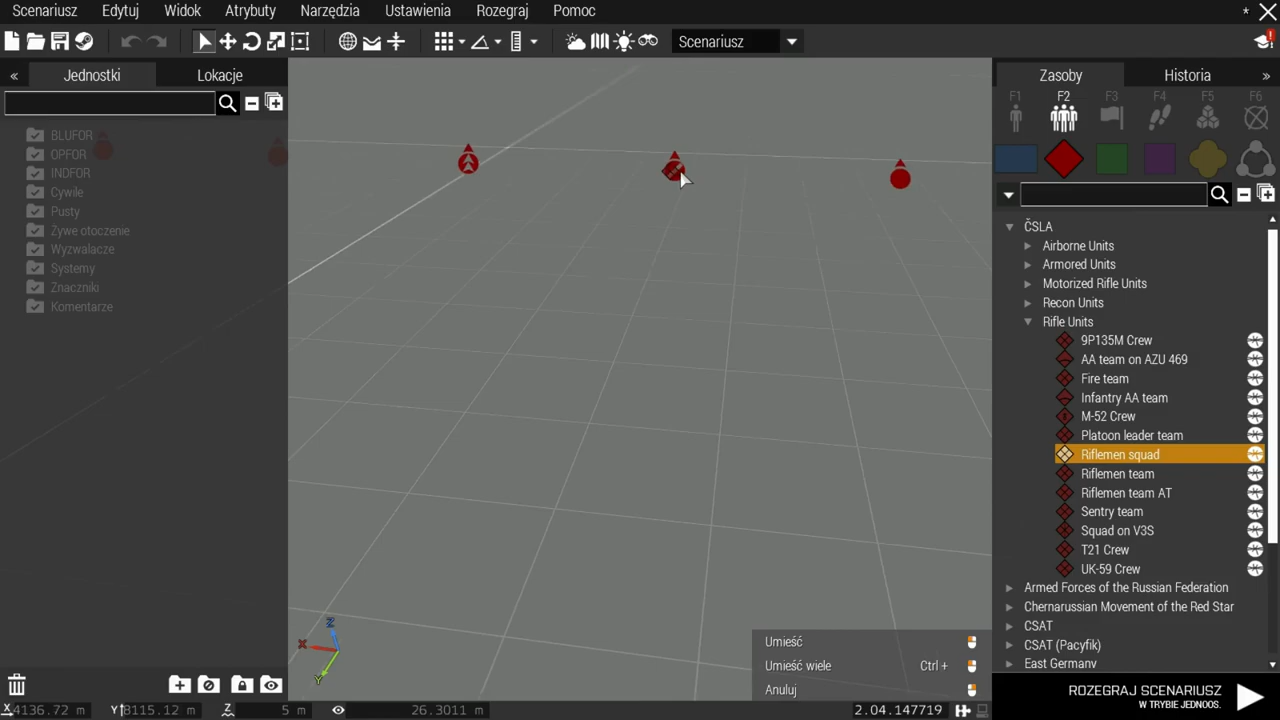 Scenariusz Edytuj Widok Atrybuty Narzędzia Ustawienia Rozegraj Pomoc *
Scenariusz
Jednostki Lokacje
BLUFOR
OPFOR
INDFOR
Cywile
Pusty
Żywe otoczenie
Wyzwalacze
Systemy
Znaczniki
Komentarze
Z
X
Y
Umieść
Umieść wiele Ctrl +
Anuluj
Zasoby Historia
F1 F2 F3 F4 F5 F6
ČSLA
Airborne Units
Armored Units
Motorized Rifle Units
Recon Units
Rifle Units
9P135M Crew
AA team on AZU 469
Fire team
Infantry AA team
M-52 Crew
Platoon leader team
Riflemen squad
Riflemen team
Riflemen team AT
Sentry team
Squad on V3S
T21 Crew
UK-59 Crew
Armed Forces of the Russian Federation
Chernarussian Movement of the Red Star
CSAT
CSAT (Pacyfik)
East Germany
ROZEGRAJ SCENARIUSZ
W TRYBIE JEDNOOS.
X 4136.72 m Y 8115.12 m Z 5 m 26.3011 m 2.04.147719